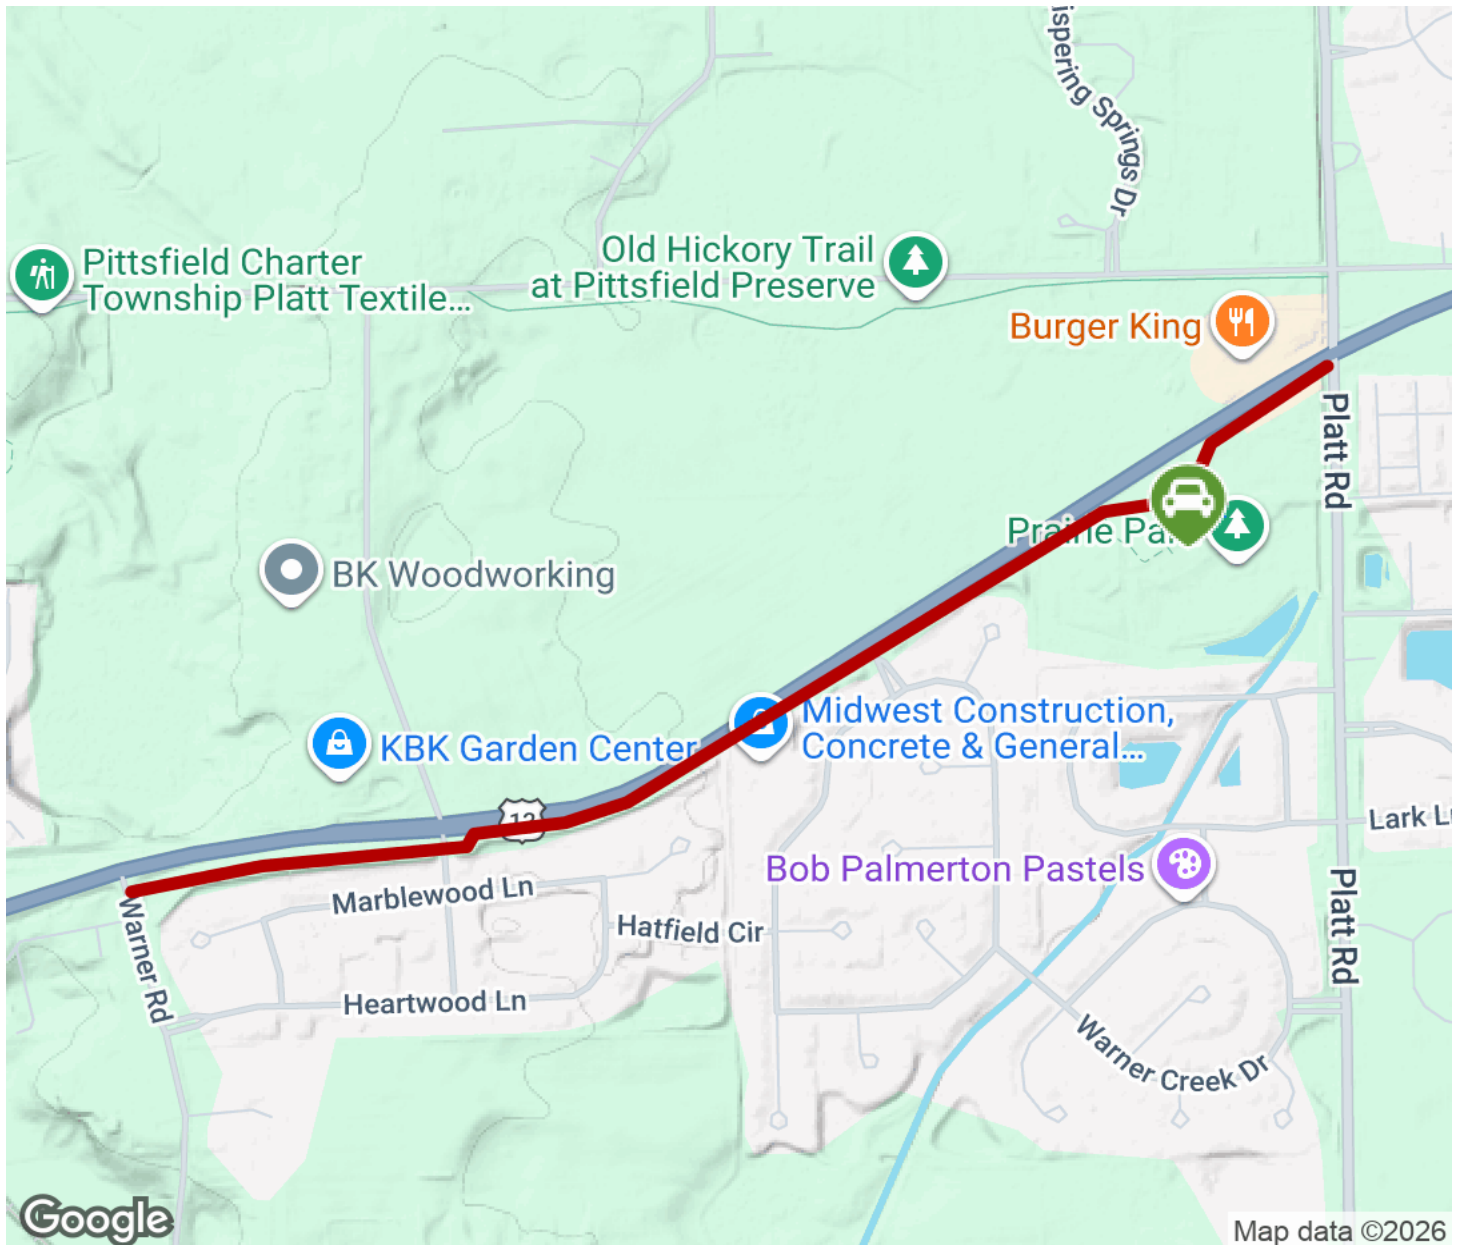 ispering Springs Dr
Pittsfield Charter
Township Platt Textile...
Old Hickory Trail
at Pittsfield Preserve
Burger King
Platt Rd
Prairie Pa
BK Woodworking
Midwest Construction,
Concrete & General...
KBK Garden Center
12
Lark L
Bob Palmerton Pastels
Marblewood Ln
Hatfield Cir
Warner Rd
Platt Rd
Heartwood Ln
Warner Creek Dr
Google
Map data ©2026